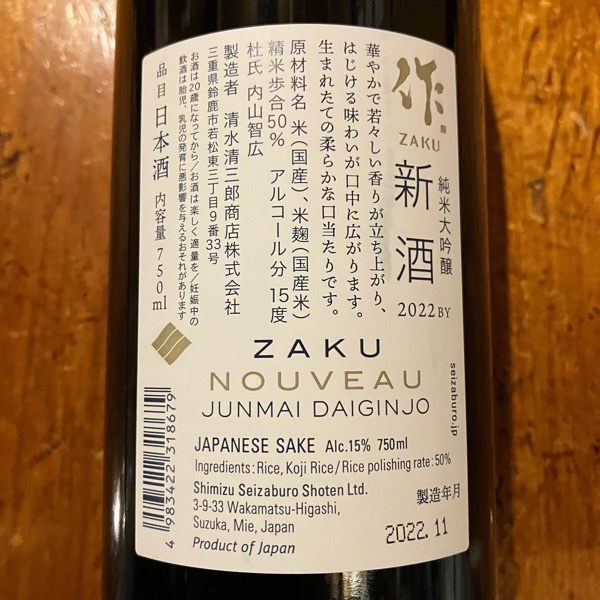 作
ZAKU
新酒
純米大吟醸
2022BY
華やかで若々しい香りが立ち上がり、
はじける味わいが口中に広がります。
生まれたての柔らかな口当たりです。
原材料名 米(国産)、米麹(国産米)
精米歩合50% アルコール分 15度
杜氏 内山智広
製造者 清水清三郎商店株式会社
三重県鈴鹿市若松東三丁目9番33号
お酒は20歳になってから/お酒は楽しく適量を/妊娠中の
飲酒は胎児、乳児の発育に悪影響を与えるおそれがあります
品目 日本酒 内容量 750ml
seizaburo.jp
ZAKU
NOUVEAU
JUNMAI DAIGINJO
JAPANESE SAKE Alc.15% 750ml
Ingredients: Rice, Koji Rice / Rice polishing rate: 50%
Shimizu Seizaburo Shoten Ltd.
3-9-33 Wakamatsu-Higashi,
Suzuka, Mie, Japan
Product of Japan
製造年月
2022.11
4 983422 318679